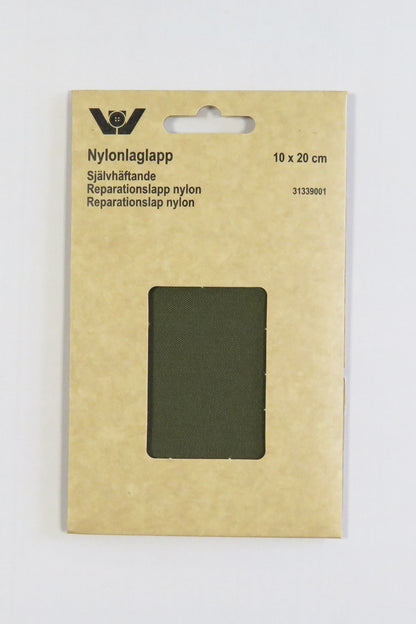 Nylonlaglapp 10 x 20 cm
Självhäftande
Reparationslapp nylon 31339001
Reparationslap nylon